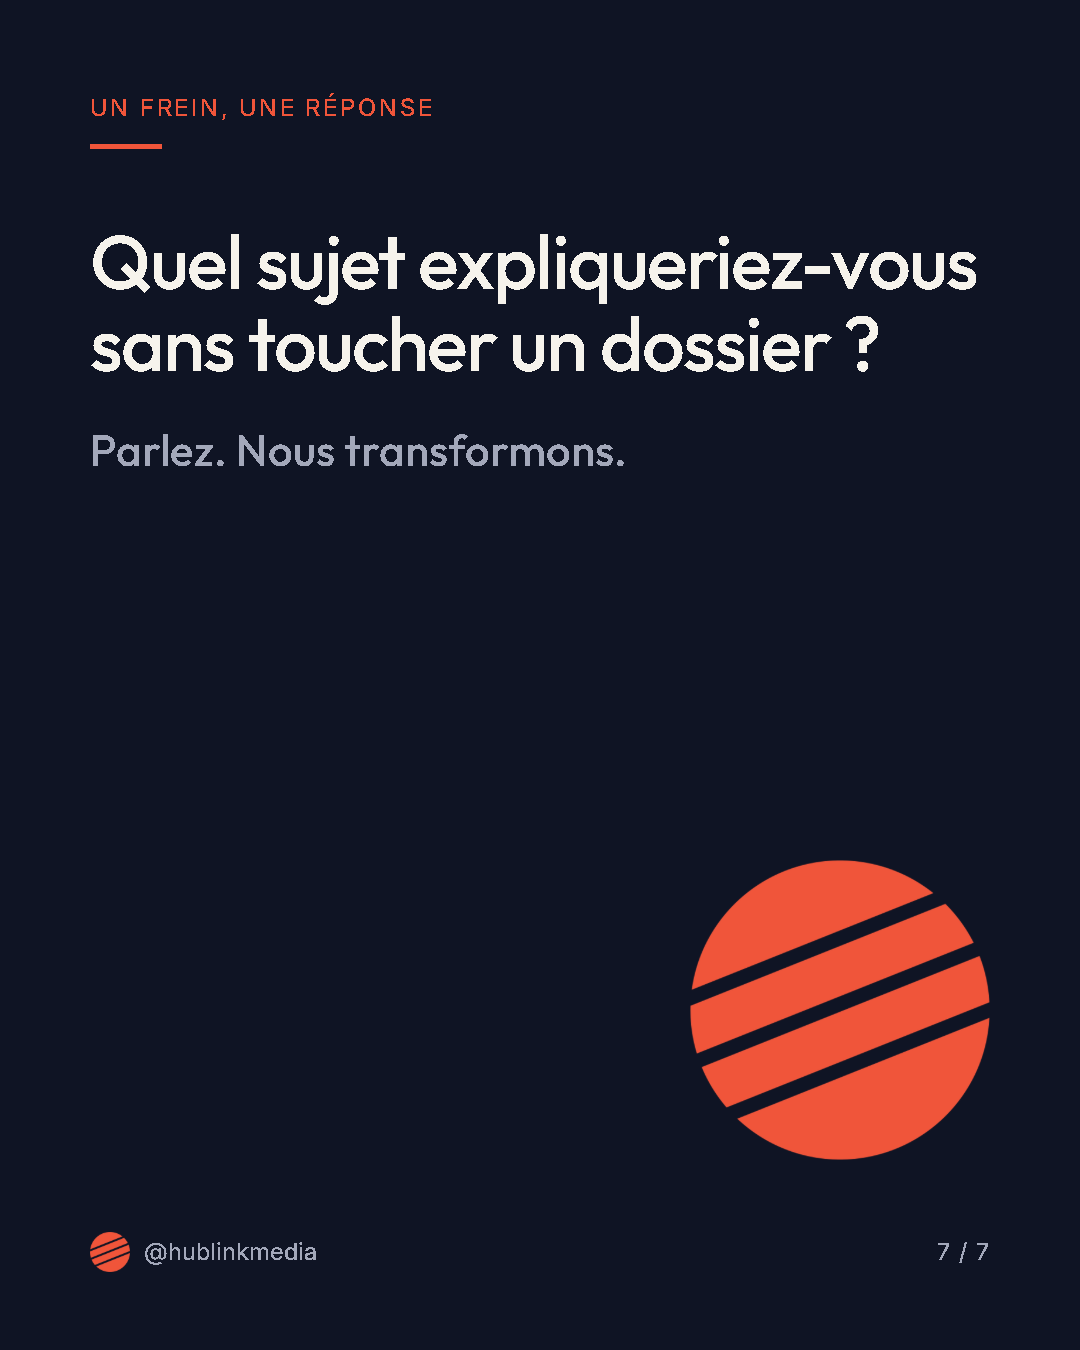 UN FREIN, UNE RÉPONSE
Quel sujet expliqueriez-vous
sans toucher un dossier ?
Parlez. Nous transformons.
@hublinkmedia
7 / 7